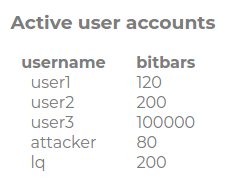 Active user accounts
username bitbars
user1 120
user2 200
user3 100000
attacker 80
lq 200